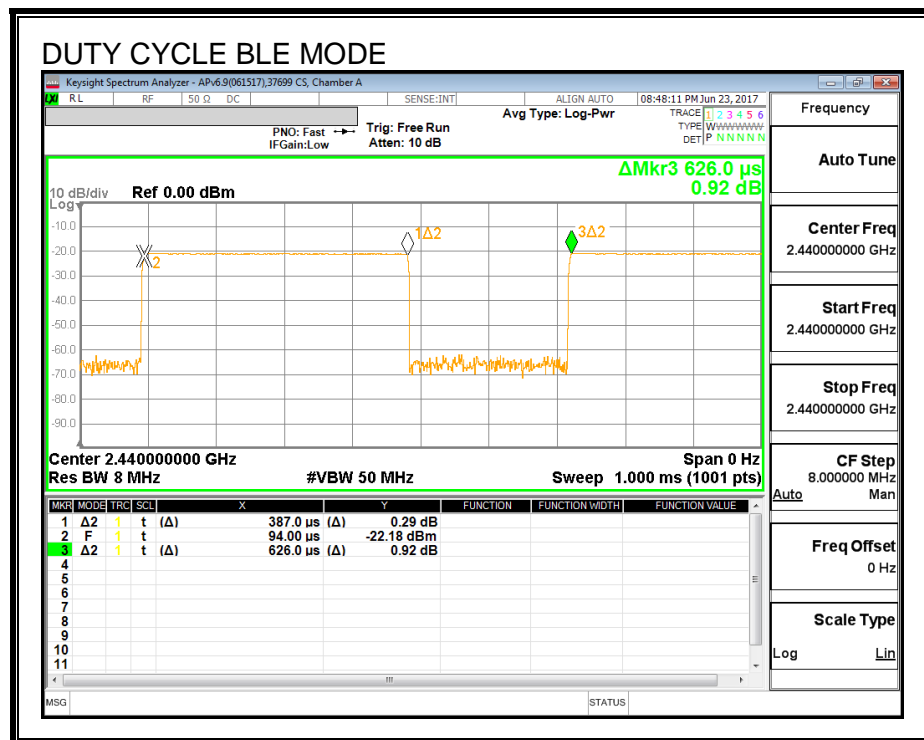 DUTY CYCLE BLE MODE
Keysight Spectrum Analyzer - APv6.9(061517),37699 CS, Chamber A
LXI RL RF 50 Ω DC SENSE:INT ALIGN AUTO 08:48:11 PM Jun 23, 2017
Avg Type: Log-Pwr TRACE 1 2 3 4 5 6
PNO: Fast Trig: Free Run TYPE WWWWWWW
IFGain:Low Atten: 10 dB DET P N N N N N
ΔMkr3 626.0 µs
0.92 dB
10 dB/div Ref 0.00 dBm
Log
-10.0
-20.0
-30.0
-40.0
-50.0
-60.0
-70.0
-80.0
-90.0
2
1Δ2
3Δ2
Center 2.440000000 GHz Span 0 Hz
Res BW 8 MHz #VBW 50 MHz Sweep 1.000 ms (1001 pts)
MKR MODE TRC SCL X Y FUNCTION FUNCTION WIDTH FUNCTION VALUE
1 Δ2 1 t (Δ) 387.0 µs (Δ) 0.29 dB
2 F 1 t 94.00 µs -22.18 dBm
3 Δ2 1 t (Δ) 626.0 µs (Δ) 0.92 dB
4
5
6
7
8
9
10
11
MSG STATUS
Frequency
Auto Tune
Center Freq
2.440000000 GHz
Start Freq
2.440000000 GHz
Stop Freq
2.440000000 GHz
CF Step
8.000000 MHz
Auto Man
Freq Offset
0 Hz
Scale Type
Log Lin